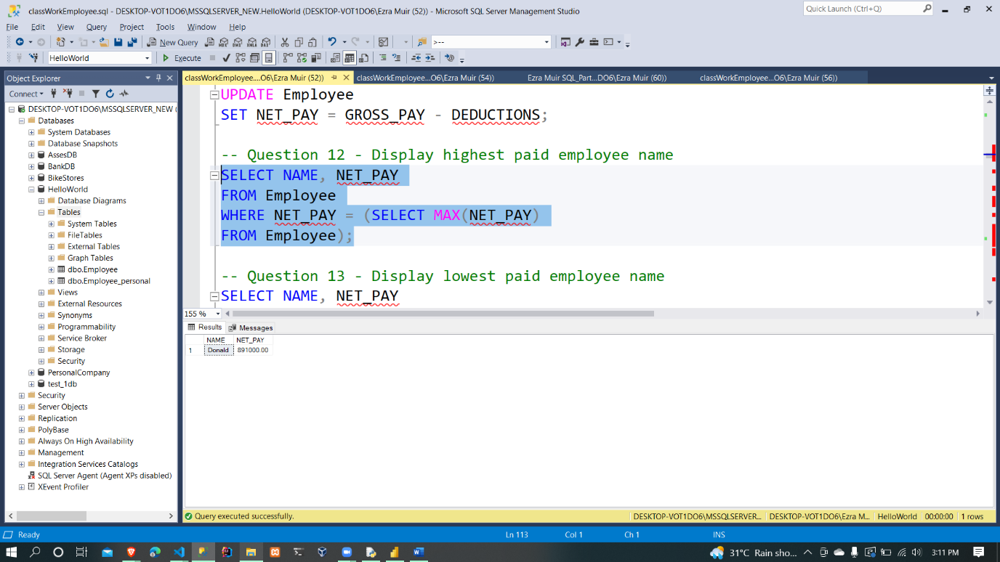 classWorkEmployee.sql - DESKTOP-VOT1DO6\MSSQLSERVER_NEW.HelloWorld (DESKTOP-VOT1DO6\Ezra Muir (52)) - Microsoft SQL Server Management Studio
Quick Launch (Ctrl+Q)
File Edit View Query Project Tools Window Help
New Query MDX DMX XMLA DAX >--
HelloWorld Execute
Object Explorer
classWorkEmployee....O6\Ezra Muir (52)) classWorkEmployee...O6\Ezra Muir (54)) Ezra Muir SQL_Part...DO6\Ezra Muir (60)) classWorkEmployee...O6\Ezra Muir (56))
Connect
DESKTOP-VOT1DO6\MSSQLSERVER_NEW (
Databases
System Databases
Database Snapshots
AssesDB
BankDB
BikeStores
HelloWorld
Database Diagrams
Tables
System Tables
FileTables
External Tables
Graph Tables
dbo.Employee
dbo.Employee_personal
Views
External Resources
Synonyms
Programmability
Service Broker
Storage
Security
PersonalCompany
test_1db
Security
Server Objects
Replication
PolyBase
Always On High Availability
Management
Integration Services Catalogs
SQL Server Agent (Agent XPs disabled)
XEvent Profiler
UPDATE Employee
SET NET_PAY = GROSS_PAY - DEDUCTIONS;
-- Question 12 - Display highest paid employee name
SELECT NAME, NET_PAY
FROM Employee
WHERE NET_PAY = (SELECT MAX(NET_PAY)
FROM Employee);
-- Question 13 - Display lowest paid employee name
SELECT NAME, NET_PAY
155 %
Results Messages
NAME NET_PAY
1 Donald 891000.00
Query executed successfully. DESKTOP-VOT1DO6\MSSQLSERVER... DESKTOP-VOT1DO6\Ezra M... HelloWorld 00:00:00 1 rows
Ready Ln 113 Col 1 Ch 1 INS
31°C Rain sho... 3:11 PM